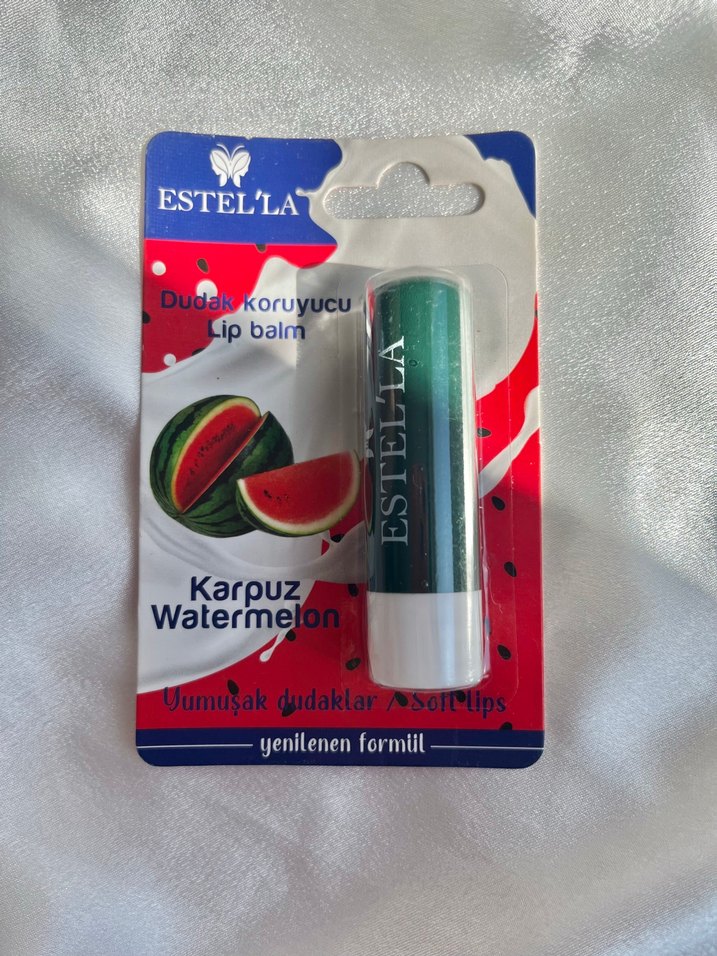 ESTEL'LA
Dudak koruyucu
Lip balm
ESTEL'LA
Karpuz
Watermelon
Yumuşak dudaklar / Soft lips
yenilenen formül